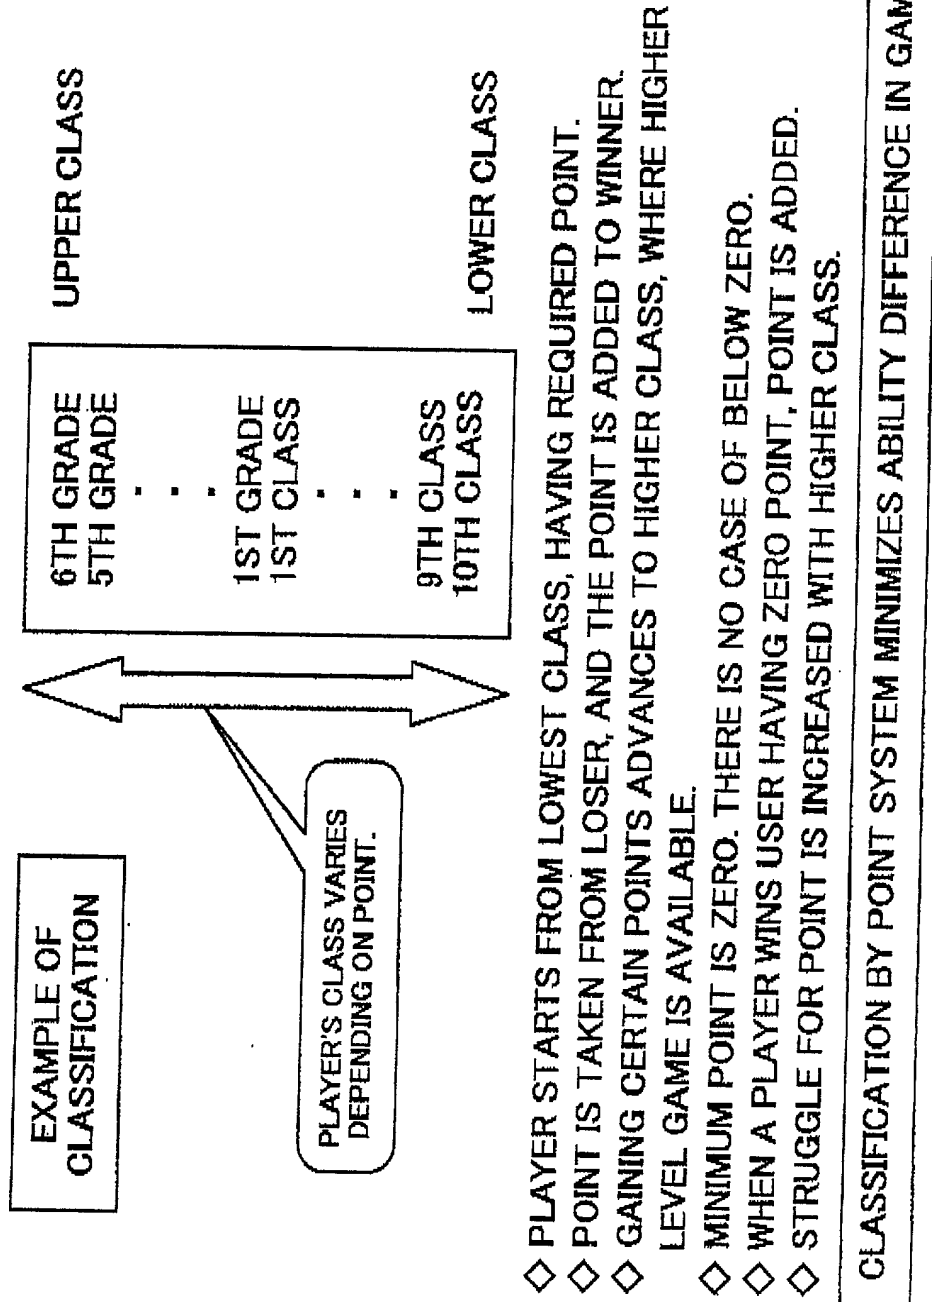 EXAMPLE OF
CLASSIFICATION
PLAYER'S CLASS VARIES
DEPENDING ON POINT.
6TH GRADE
5TH GRADE
.
.
.
1ST GRADE
1ST CLASS
.
.
.
9TH CLASS
10TH CLASS
UPPER CLASS
LOWER CLASS
◇ PLAYER STARTS FROM LOWEST CLASS, HAVING REQUIRED POINT.
◇ POINT IS TAKEN FROM LOSER, AND THE POINT IS ADDED TO WINNER.
◇ GAINING CERTAIN POINTS ADVANCES TO HIGHER CLASS, WHERE HIGHER
LEVEL GAME IS AVAILABLE.
◇ MINIMUM POINT IS ZERO. THERE IS NO CASE OF BELOW ZERO.
◇ WHEN A PLAYER WINS USER HAVING ZERO POINT, POINT IS ADDED.
◇ STRUGGLE FOR POINT IS INCREASED WITH HIGHER CLASS.
CLASSIFICATION BY POINT SYSTEM MINIMIZES ABILITY DIFFERENCE IN